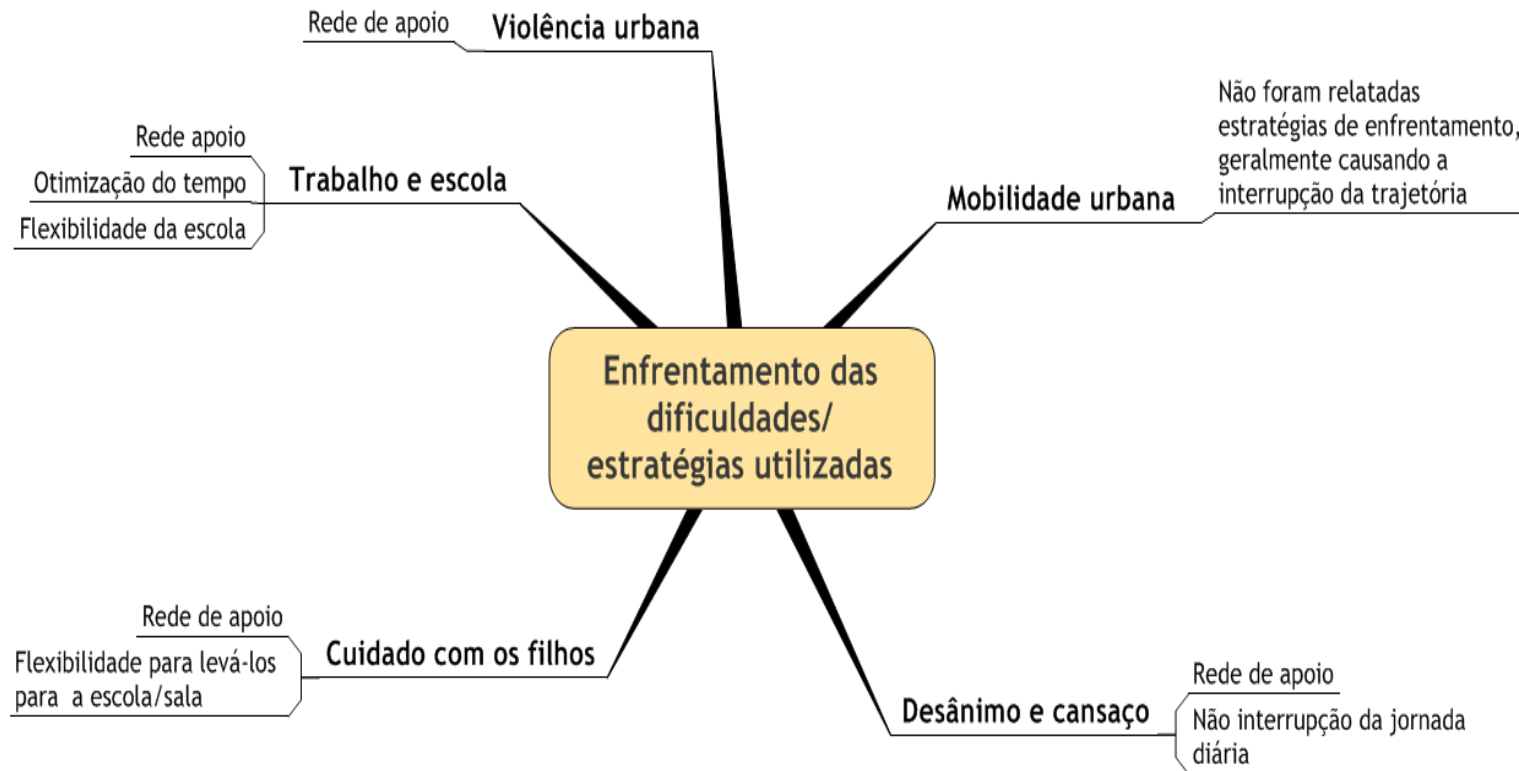 Rede de apoio
Violência urbana
Rede apoio
Otimização do tempo
Flexibilidade da escola
Trabalho e escola
Não foram relatadas
estratégias de enfrentamento,
geralmente causando a
interrupção da trajetória
Mobilidade urbana
Enfrentamento das
dificuldades/
estratégias utilizadas
Rede de apoio
Flexibilidade para levá-los
para a escola/sala
Cuidado com os filhos
Desânimo e cansaço
Rede de apoio
Não interrupção da jornada
diária